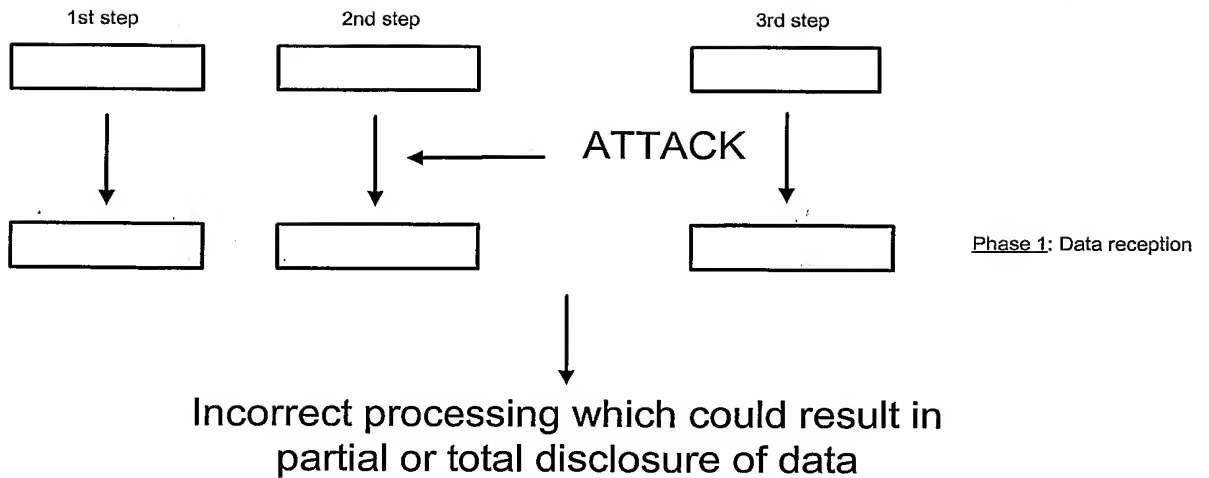 1st step
2nd step
3rd step
ATTACK
Phase 1: Data reception
Incorrect processing which could result in
partial or total disclosure of data